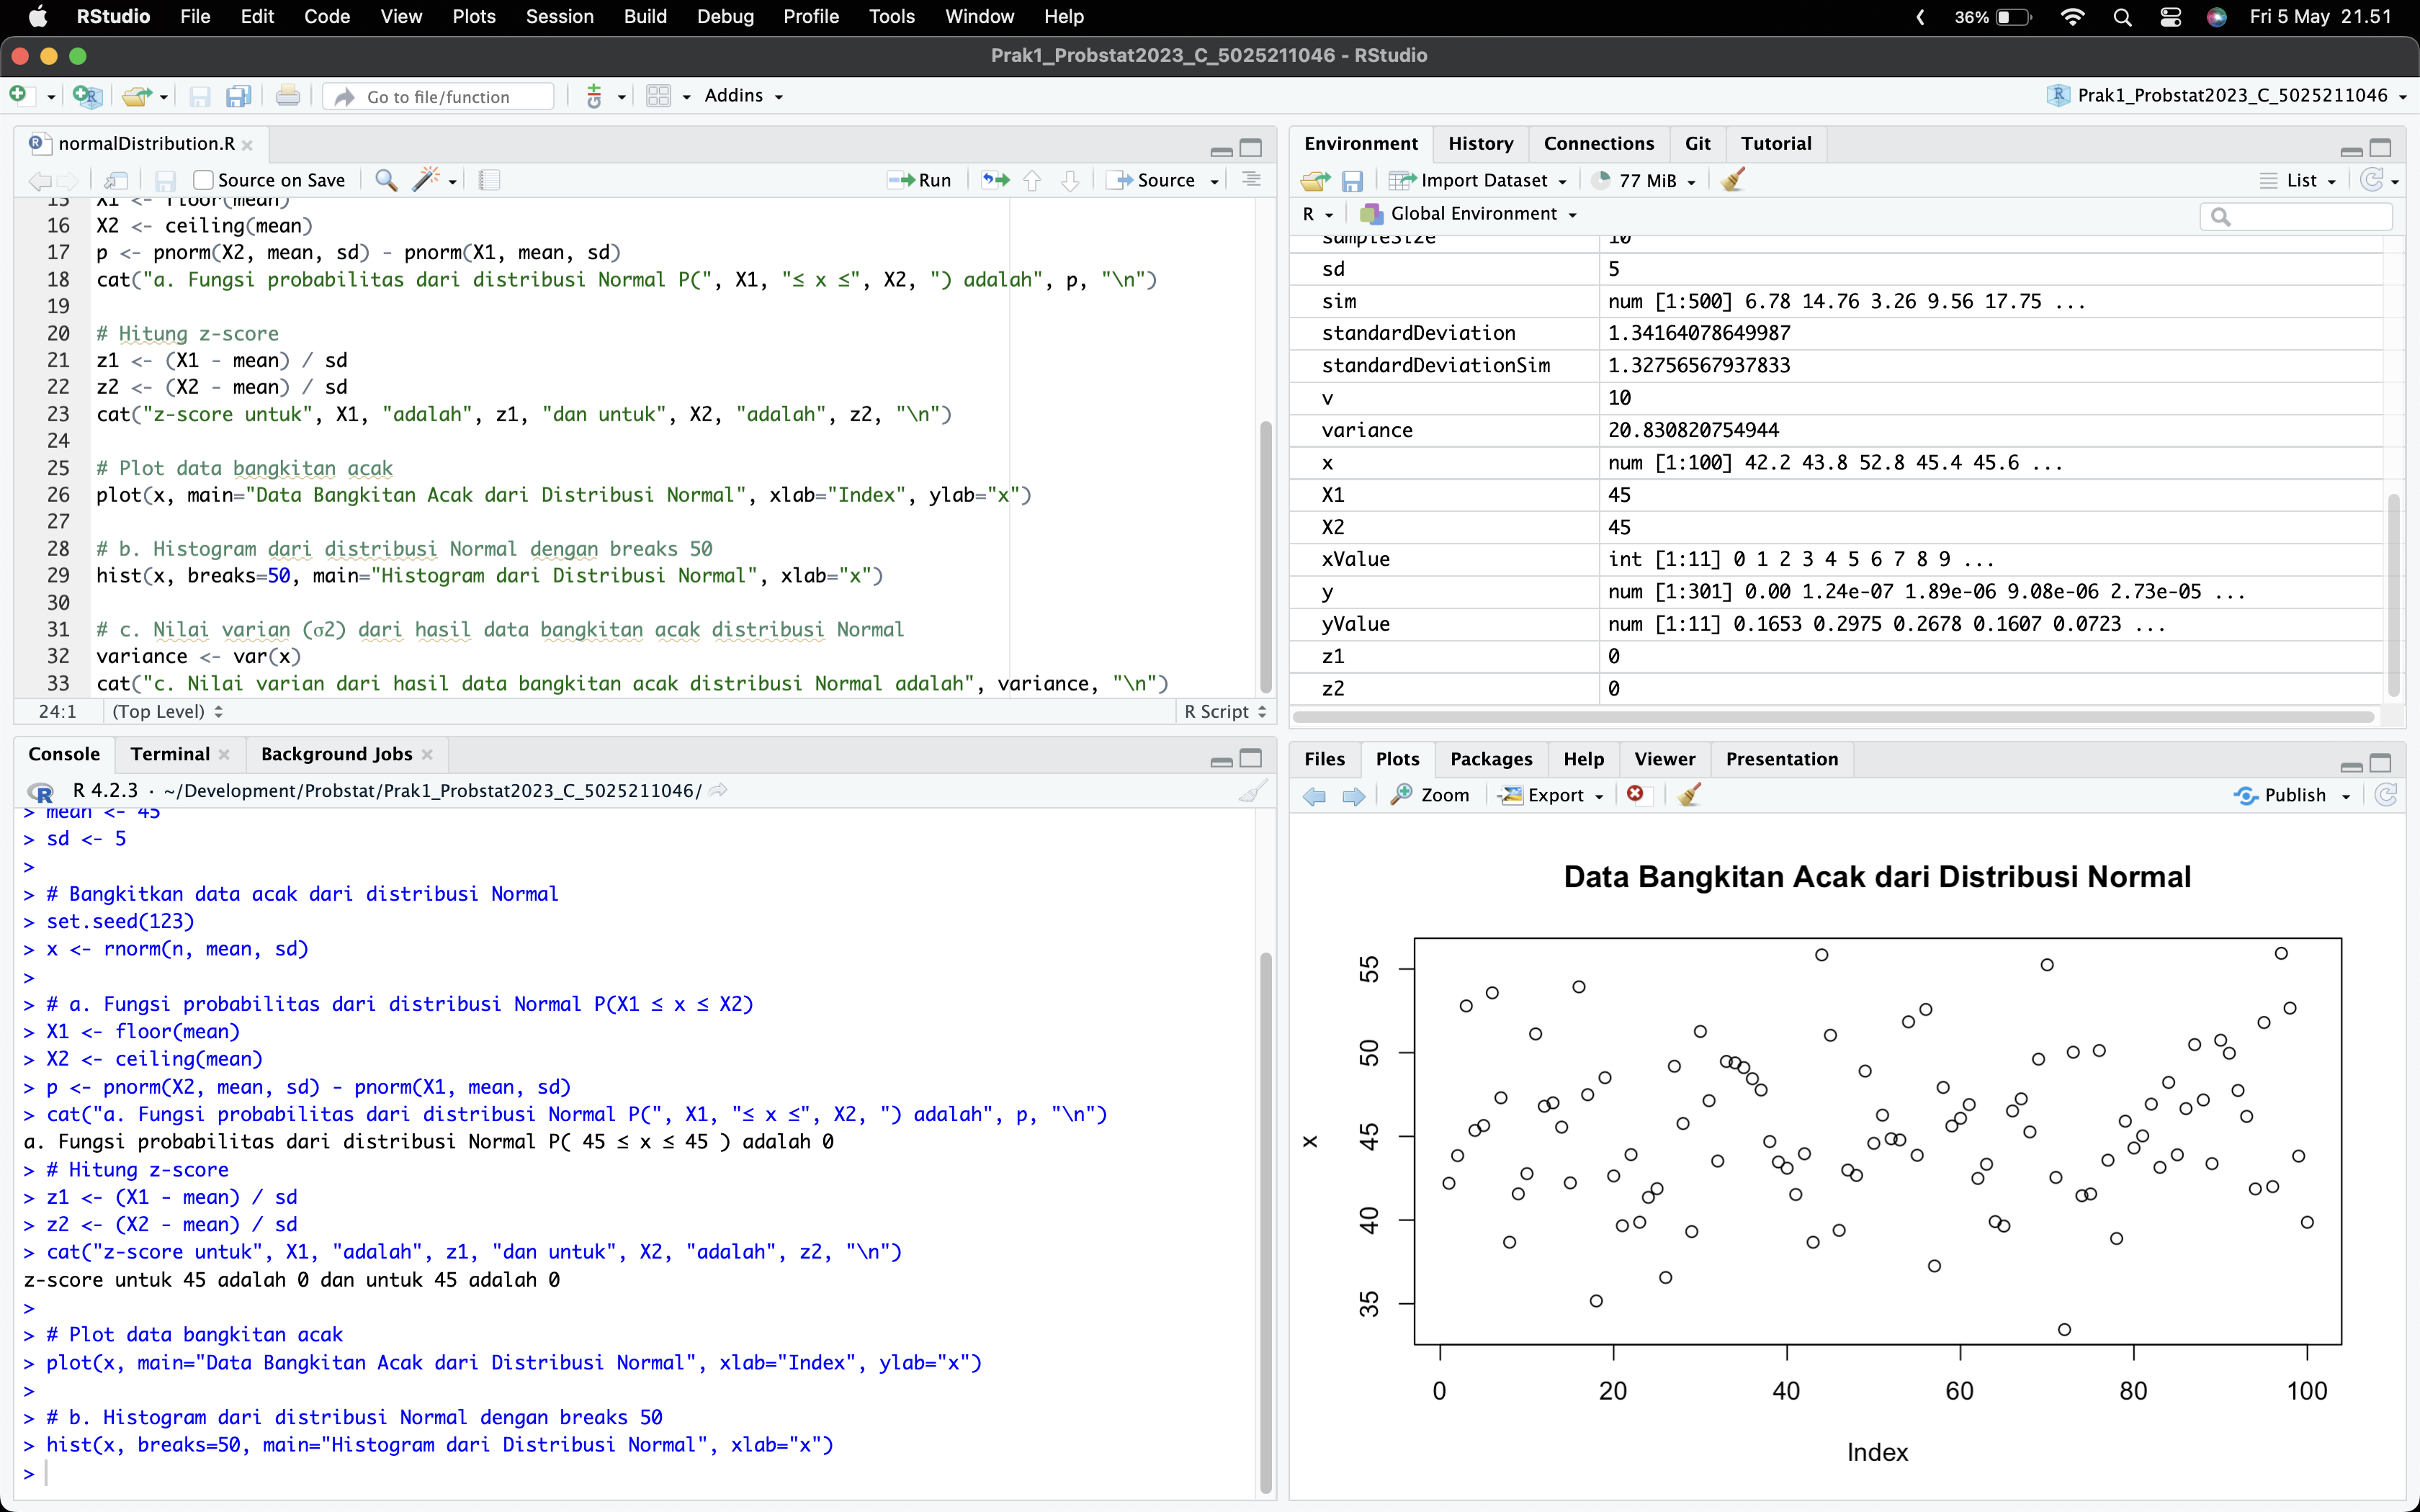 RStudio File Edit Code View Plots Session Build Debug Profile Tools Window Help 36% Fri 5 May 21.51
Prak1_Probstat2023_C_5025211046 - RStudio
Go to file/function Addins Prak1_Probstat2023_C_5025211046
normalDistribution.R
Source on Save Run Source
15 X1 <- floor(mean)
16 X2 <- ceiling(mean)
17 p <- pnorm(X2, mean, sd) - pnorm(X1, mean, sd)
18 cat("a. Fungsi probabilitas dari distribusi Normal P(", X1, "≤ x ≤", X2, ") adalah", p, "\n")
19
20 # Hitung z-score
21 z1 <- (X1 - mean) / sd
22 z2 <- (X2 - mean) / sd
23 cat("z-score untuk", X1, "adalah", z1, "dan untuk", X2, "adalah", z2, "\n")
24
25 # Plot data bangkitan acak
26 plot(x, main="Data Bangkitan Acak dari Distribusi Normal", xlab="Index", ylab="x")
27
28 # b. Histogram dari distribusi Normal dengan breaks 50
29 hist(x, breaks=50, main="Histogram dari Distribusi Normal", xlab="x")
30
31 # c. Nilai varian (σ2) dari hasil data bangkitan acak distribusi Normal
32 variance <- var(x)
33 cat("c. Nilai varian dari hasil data bangkitan acak distribusi Normal adalah", variance, "\n")
24:1 (Top Level) R Script
Console Terminal Background Jobs
R 4.2.3 · ~/Development/Probstat/Prak1_Probstat2023_C_5025211046/
> mean <- 45
> sd <- 5
>
> # Bangkitkan data acak dari distribusi Normal
> set.seed(123)
> x <- rnorm(n, mean, sd)
>
> # a. Fungsi probabilitas dari distribusi Normal P(X1 ≤ x ≤ X2)
> X1 <- floor(mean)
> X2 <- ceiling(mean)
> p <- pnorm(X2, mean, sd) - pnorm(X1, mean, sd)
> cat("a. Fungsi probabilitas dari distribusi Normal P(", X1, "≤ x ≤", X2, ") adalah", p, "\n")
a. Fungsi probabilitas dari distribusi Normal P( 45 ≤ x ≤ 45 ) adalah 0
> # Hitung z-score
> z1 <- (X1 - mean) / sd
> z2 <- (X2 - mean) / sd
> cat("z-score untuk", X1, "adalah", z1, "dan untuk", X2, "adalah", z2, "\n")
z-score untuk 45 adalah 0 dan untuk 45 adalah 0
>
> # Plot data bangkitan acak
> plot(x, main="Data Bangkitan Acak dari Distribusi Normal", xlab="Index", ylab="x")
>
> # b. Histogram dari distribusi Normal dengan breaks 50
> hist(x, breaks=50, main="Histogram dari Distribusi Normal", xlab="x")
>
Environment History Connections Git Tutorial
Import Dataset 77 MiB List
R Global Environment
sampleSize 10
sd 5
sim num [1:500] 6.78 14.76 3.26 9.56 17.75 ...
standardDeviation 1.34164078649987
standardDeviationSim 1.32756567937833
v 10
variance 20.830820754944
x num [1:100] 42.2 43.8 52.8 45.4 45.6 ...
X1 45
X2 45
xValue int [1:11] 0 1 2 3 4 5 6 7 8 9 ...
y num [1:301] 0.00 1.24e-07 1.89e-06 9.08e-06 2.73e-05 ...
yValue num [1:11] 0.1653 0.2975 0.2678 0.1607 0.0723 ...
z1 0
z2 0
Files Plots Packages Help Viewer Presentation
Zoom Export Publish
Data Bangkitan Acak dari Distribusi Normal
55
50
45
40
35
x
0 20 40 60 80 100
Index